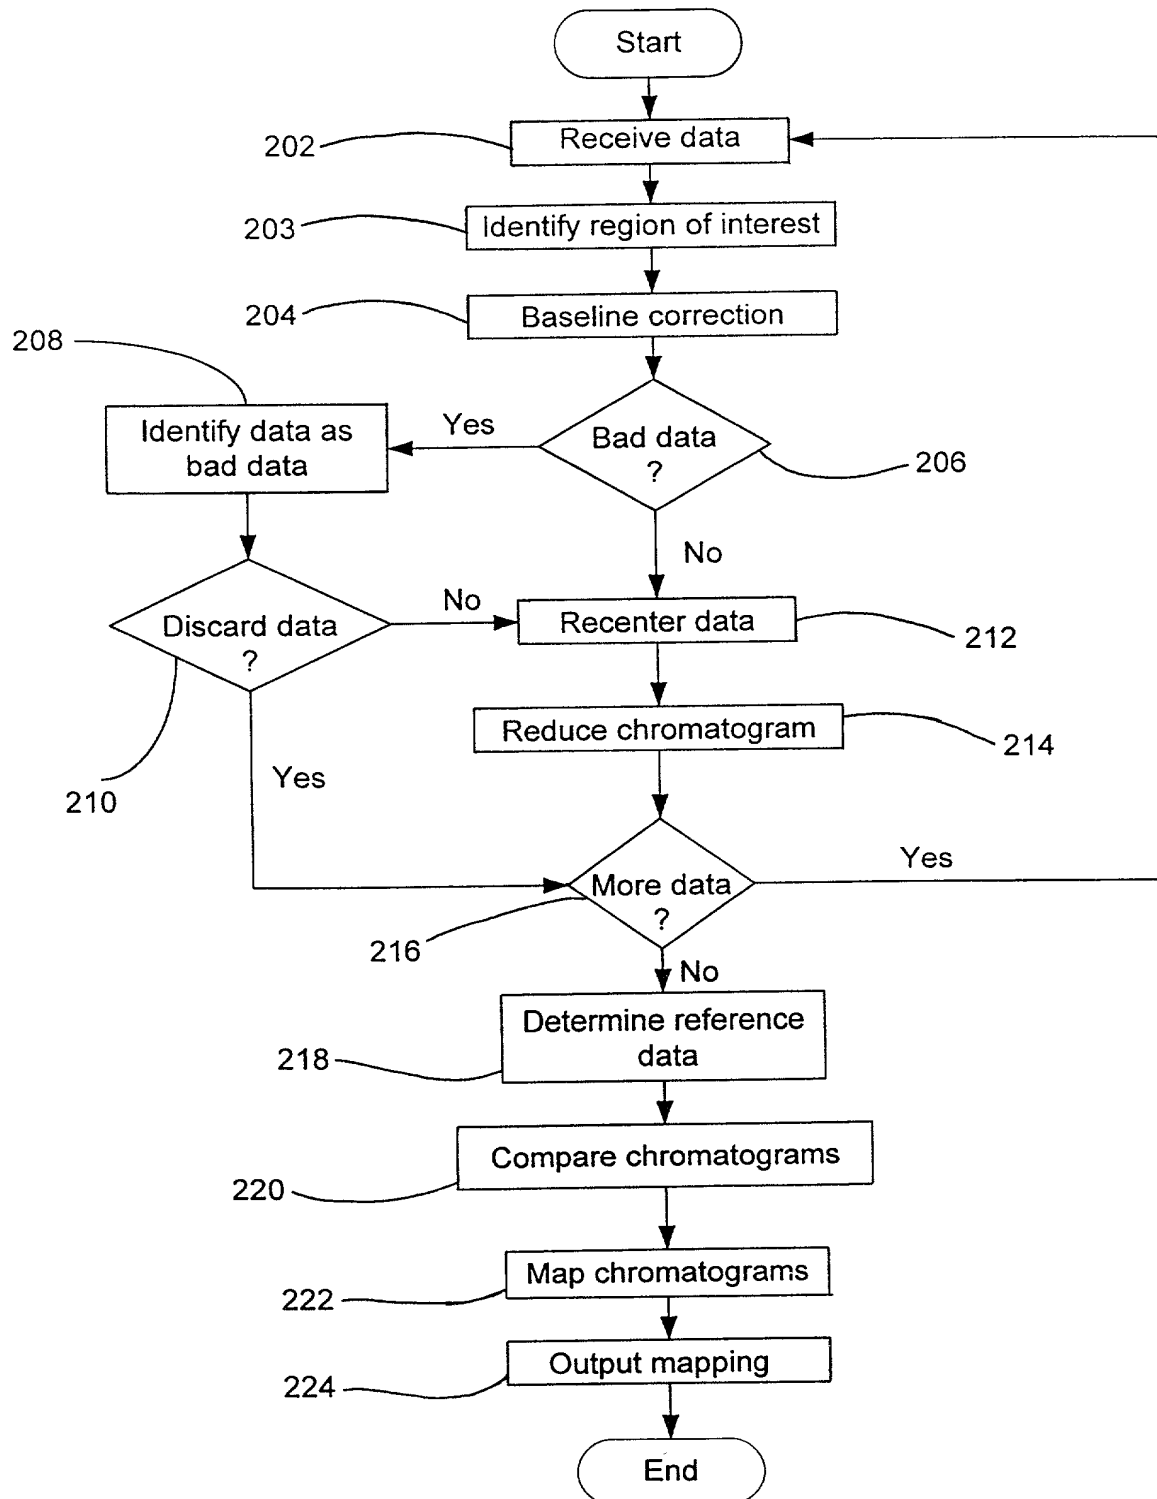 Start
202
Receive data
203
Identify region of interest
204
Baseline correction
208
Identify data as
bad data
Yes
Bad data
?
206
No
Discard data
?
No
Recenter data
212
210
Yes
Reduce chromatogram
214
More data
?
Yes
216
No
Determine reference
data
218
Compare chromatograms
220
Map chromatograms
222
Output mapping
224
End